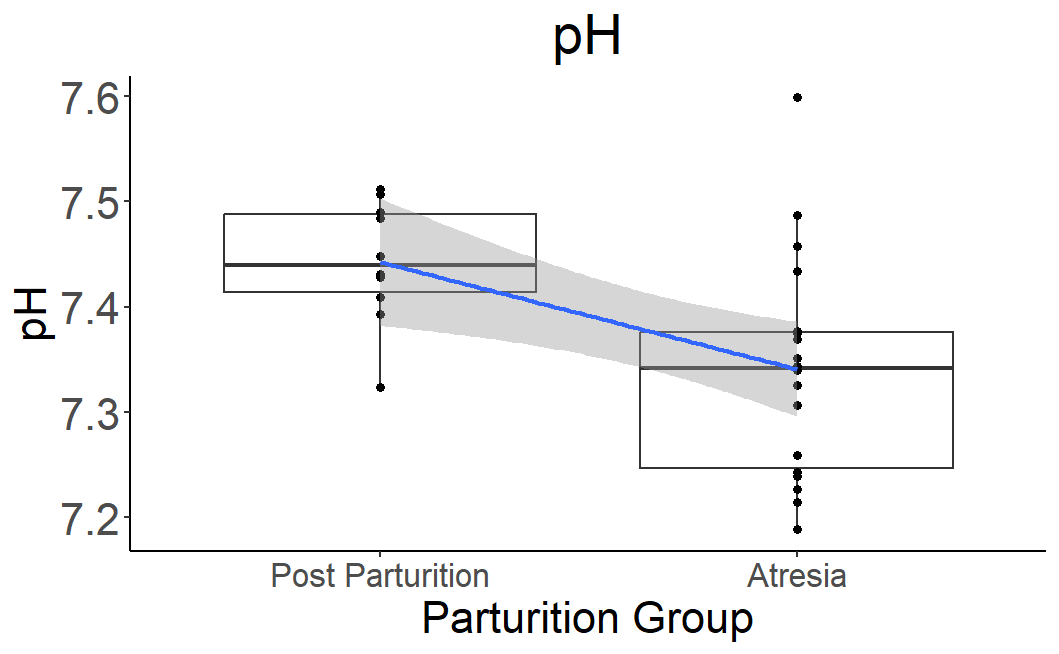 pH
7.6
7.5
7.4
7.3
7.2
pH
Post Parturition
Atresia
Parturition Group